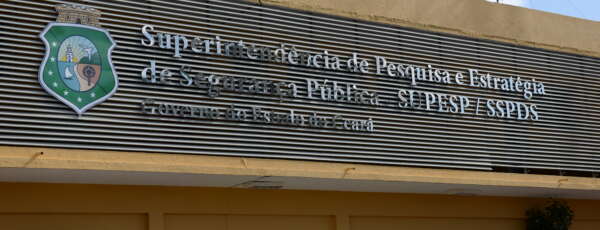 Superintendência de Pesquisa e Estratégia
de Segurança Pública SUPESP / SSPDS
Governo do Estado do Ceará